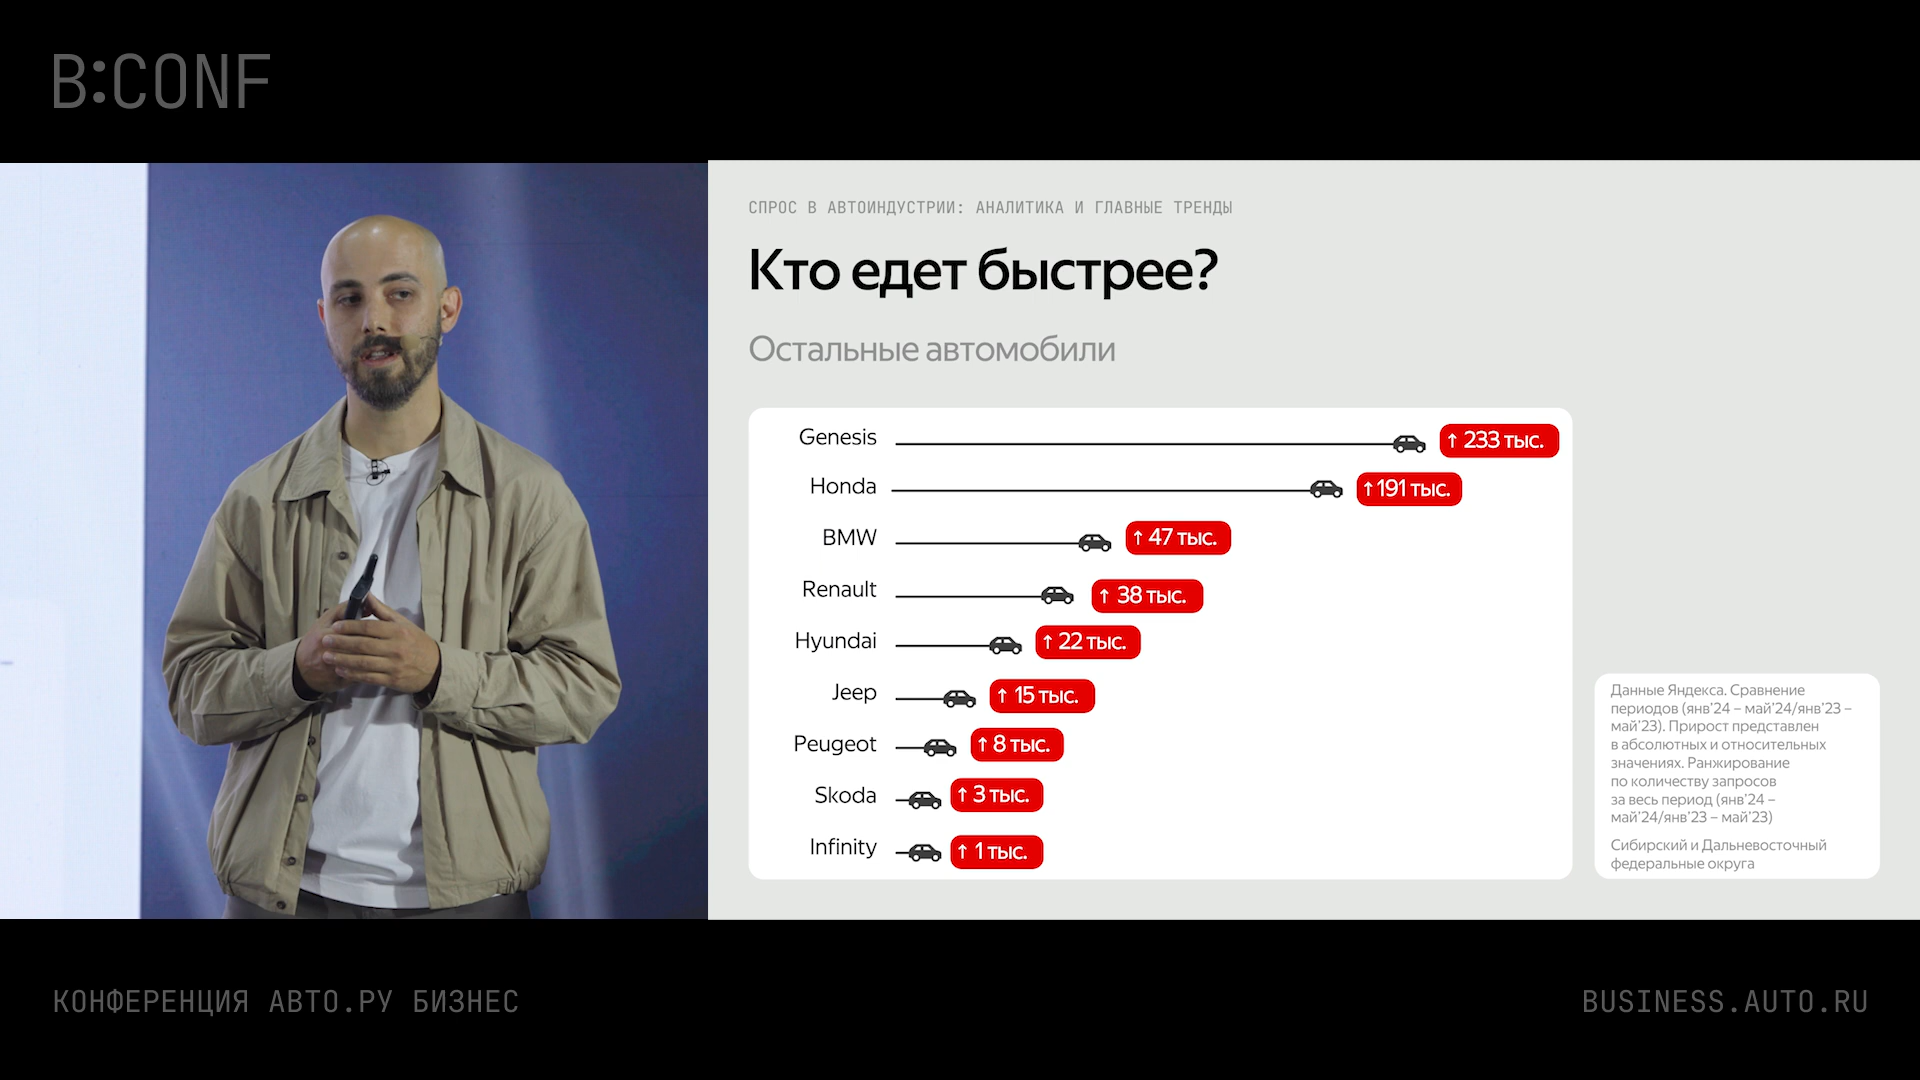 B:CONF
СПРОС В АВТОИНДУСТРИИ: АНАЛИТИКА И ГЛАВНЫЕ ТРЕНДЫ
Кто едет быстрее?
Остальные автомобили
Genesis ↑ 233 тыс.
Honda ↑ 191 тыс.
BMW ↑ 47 тыс.
Renault ↑ 38 тыс.
Hyundai ↑ 22 тыс.
Jeep ↑ 15 тыс.
Peugeot ↑ 8 тыс.
Skoda ↑ 3 тыс.
Infinity ↑ 1 тыс.
Данные Яндекса. Сравнение
периодов (янв'24 – май'24/янв'23 –
май'23). Прирост представлен
в абсолютных и относительных
значениях. Ранжирование
по количеству запросов
за весь период (янв'24 –
май'24/янв'23 – май'23)
Сибирский и Дальневосточный
федеральные округа
КОНФЕРЕНЦИЯ АВТО.РУ БИЗНЕС
BUSINESS.AUTO.RU